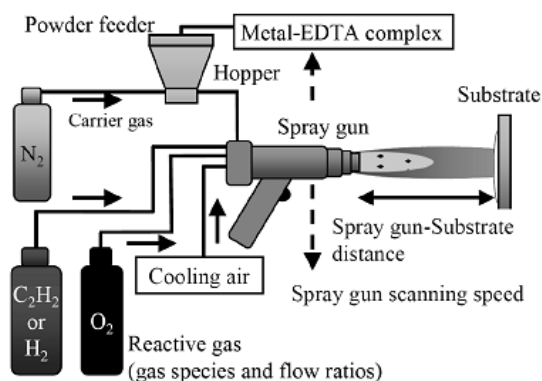 Powder feeder
Metal-EDTA complex
Hopper
Substrate
Carrier gas
Spray gun
N₂
Spray gun-Substrate
distance
Cooling air
C₂H₂
or
H₂
O₂
Spray gun scanning speed
Reactive gas
(gas species and flow ratios)